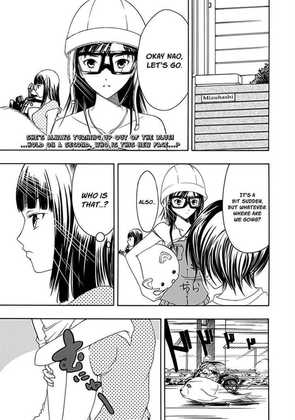 Mizuhashi
OKAY NAO,
LET'S GO.
SHE'S ALWAYS TURNING UP OUT OF THE BLUE!
...HOLD ON A SECOND, WHO IS THIS NEW FACE...?
IT'S A
BIT SUDDEN,
BUT WHATEVER.
WHERE ARE
WE GOING?
ALSO..
WHO IS
THAT..?